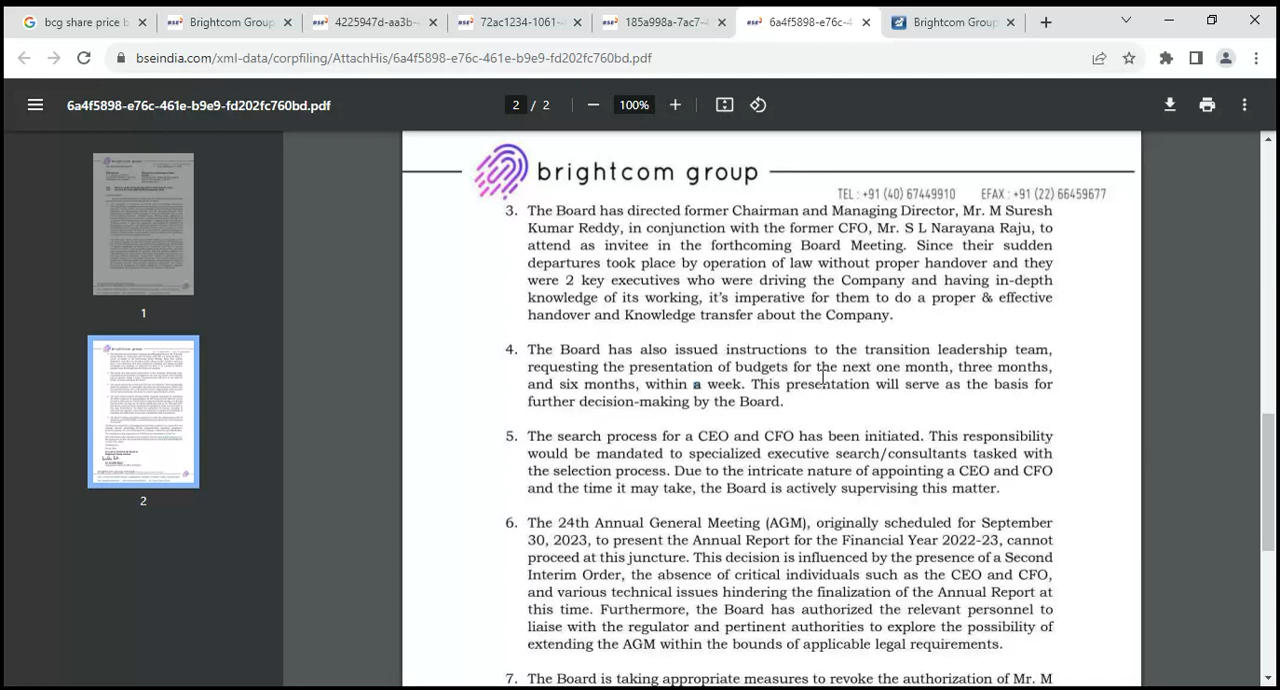 bcg share price b
Brightcom Group
4225947d-aa3b-
72ac1234-1061-
185a998a-7ac7-
6a4f5898-e76c-4
Brightcom Group
bseindia.com/xml-data/corpfiling/AttachHis/6a4f5898-e76c-461e-b9e9-fd202fc760bd.pdf
6a4f5898-e76c-461e-b9e9-fd202fc760bd.pdf
2 / 2
100%
1
2
brightcom group
TEL : +91 (40) 67449910 EFAX : +91 (22) 66459677
3. The Board has directed former Chairman and Managing Director, Mr. M Suresh
Kumar Reddy, in conjunction with the former CFO, Mr. S L Narayana Raju, to
attend as invitee in the forthcoming Board Meeting. Since their sudden
departures took place by operation of law without proper handover and they
were 2 key executives who were driving the Company and having in-depth
knowledge of its working, it's imperative for them to do a proper & effective
handover and Knowledge transfer about the Company.
4. The Board has also issued instructions to the transition leadership team,
requesting the presentation of budgets for the next one month, three months,
and six months, within a week. This presentation will serve as the basis for
further decision-making by the Board.
5. The search process for a CEO and CFO has been initiated. This responsibility
would be mandated to specialized executive search/consultants tasked with
the selection process. Due to the intricate nature of appointing a CEO and CFO
and the time it may take, the Board is actively supervising this matter.
6. The 24th Annual General Meeting (AGM), originally scheduled for September
30, 2023, to present the Annual Report for the Financial Year 2022-23, cannot
proceed at this juncture. This decision is influenced by the presence of a Second
Interim Order, the absence of critical individuals such as the CEO and CFO,
and various technical issues hindering the finalization of the Annual Report at
this time. Furthermore, the Board has authorized the relevant personnel to
liaise with the regulator and pertinent authorities to explore the possibility of
extending the AGM within the bounds of applicable legal requirements.
7. The Board is taking appropriate measures to revoke the authorization of Mr. M